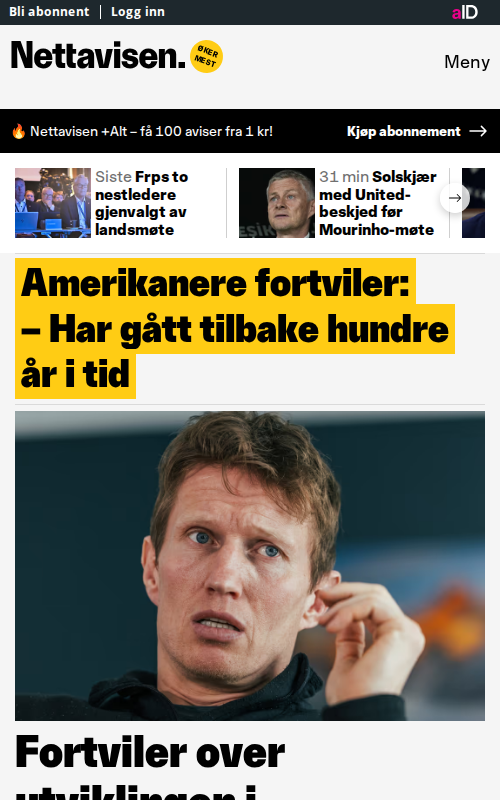 Bli abonnent
Logg inn
aID
Nettavisen.
ØKER
MEST
Meny
🔥 Nettavisen +Alt – få 100 aviser fra 1 kr!
Kjøp abonnement →
Siste Frps to
nestledere
gjenvalgt av
landsmøte
31 min Solskjær
med United-
beskjed før
Mourinho-møte
Amerikanere fortviler:
– Har gått tilbake hundre
år i tid
Fortviler over
utviklingen i